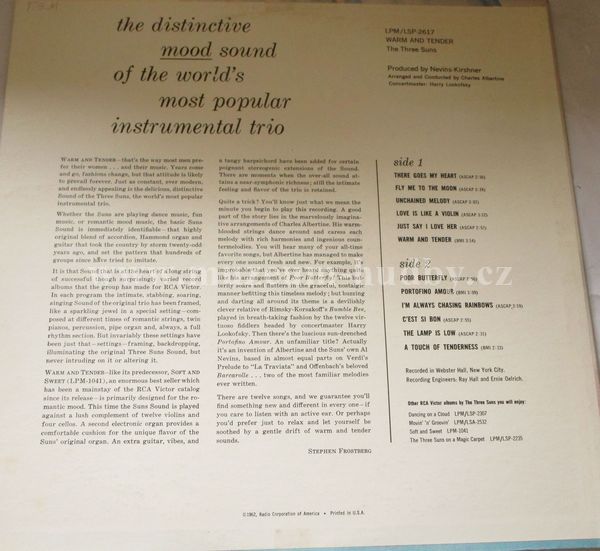 the distinctive
mood sound
of the world's
most popular
instrumental trio
LPM/LSP-2617
WARM AND TENDER
The Three Suns
Produced by Nevins-Kirshner
Arranged and Conducted by Charles Albertine
Concertmaster: Harry Lookofsky
WARM AND TENDER—that's the way most men pre-
fer their women . . . and their music. Years come
and go, fashions change, but that attitude is likely
to prevail forever. Just as constant, ever modern,
and endlessly appealing is the delicious, distinctive
Sound of the Three Suns, the world's most popular
instrumental trio.
Whether the Suns are playing dance music, fun
music, or romantic mood music, the basic Suns
Sound is immediately identifiable—that highly
original blend of accordion, Hammond organ and
guitar that took the country by storm twenty-odd
years ago, and set the pattern that hundreds of
groups since have tried to imitate.
It is that Sound that is at the heart of a long string
of successful though surprisingly varied record
albums that the group has made for RCA Victor.
In each program the intimate, stabbing, soaring,
singing Sound of the original trio has been framed,
like a sparkling jewel in a special setting—com-
posed at different times of romantic strings, twin
pianos, percussion, pipe organ and, always, a full
rhythm section. But invariably these settings have
been just that—settings—framing, backdropping,
illuminating the original Three Suns Sound, but
never intruding on it or altering it.
WARM AND TENDER—like its predecessor, SOFT AND
SWEET (LPM-1041), an enormous best seller which
has been a mainstay of the RCA Victor catalog
since its release—is primarily designed for the ro-
mantic mood. This time the Suns Sound is played
against a lush complement of twelve violins and
four cellos. A second electronic organ provides a
comfortable cushion for the unique flavor of the
Suns' original organ. An extra guitar, vibes, and
a tangy harpsichord have been added for certain
poignant stereogenic extensions of the Sound.
There are moments when the over-all sound at-
tains a near-symphonic richness; still the intimate
feeling and flavor of the trio is retained.
Quite a trick? You'll know just what we mean the
minute you begin to play this recording. A good
part of the story lies in the marvelously imagina-
tive arrangements of Charles Albertine. His warm-
blooded strings dance around and caress each
melody with rich harmonies and ingenious coun-
termelodies. You will hear many of your all-time
favorite songs, but Albertine has managed to make
every one sound fresh and new. For example, it's
improbable that you've ever heard anything quite
like his arrangement of Poor Butterfly. This but-
terfly soars and flutters in the graceful, nostalgic
manner befitting this timeless melody; but buzzing
and darting all around its theme is a devilishly
clever relative of Rimsky-Korsakoff's Bumble Bee,
played in breath-taking fashion by the twelve vir-
tuoso fiddlers headed by concertmaster Harry
Lookofsky. Then there's the luscious sun-drenched
Portofino Amour. An unfamiliar title? Actually
it's an invention of Albertine and the Suns' own Al
Nevins, based in almost equal parts on Verdi's
Prelude to "La Traviata" and Offenbach's beloved
Barcarolle . . . two of the most familiar melodies
ever written.
There are twelve songs, and we guarantee you'll
find something new and different in every one—if
you care to listen with an active ear. Or perhaps
you'd prefer just to relax and let yourself be
soothed by a gentle drift of warm and tender
sounds.
STEPHEN FROSTBERG
side 1
THERE GOES MY HEART
FLY ME TO THE MOON
UNCHAINED MELODY
LOVE IS LIKE A VIOLIN
JUST SAY I LOVE HER
WARM AND TENDER
side 2
POOR BUTTERFLY
PORTOFINO AMOUR
I'M ALWAYS CHASING RAINBOWS
C'EST SI BON
THE LAMP IS LOW
A TOUCH OF TENDERNESS
Recorded in Webster Hall, New York City.
Recording Engineers: Ray Hall and Ernie Oelrich.
Other RCA Victor albums by The Three Suns you will enjoy:
Dancing on a Cloud LPM/LSP-2307
Movin' 'n' Groovin' LPM/LSA-2532
Soft and Sweet LPM-1041
The Three Suns on a Magic Carpet LPM/LSP-2235
©1962, Radio Corporation of America • Printed in U.S.A.